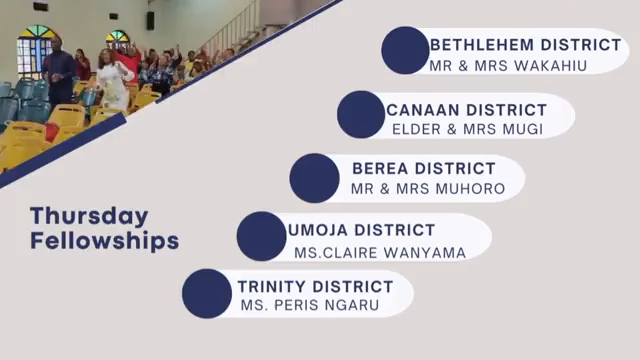 BETHLEHEM DISTRICT
MR & MRS WAKAHIU
CANAAN DISTRICT
ELDER & MRS MUGI
BEREA DISTRICT
MR & MRS MUHORO
UMOJA DISTRICT
MS.CLAIRE WANYAMA
TRINITY DISTRICT
MS. PERIS NGARU
Thursday
Fellowships